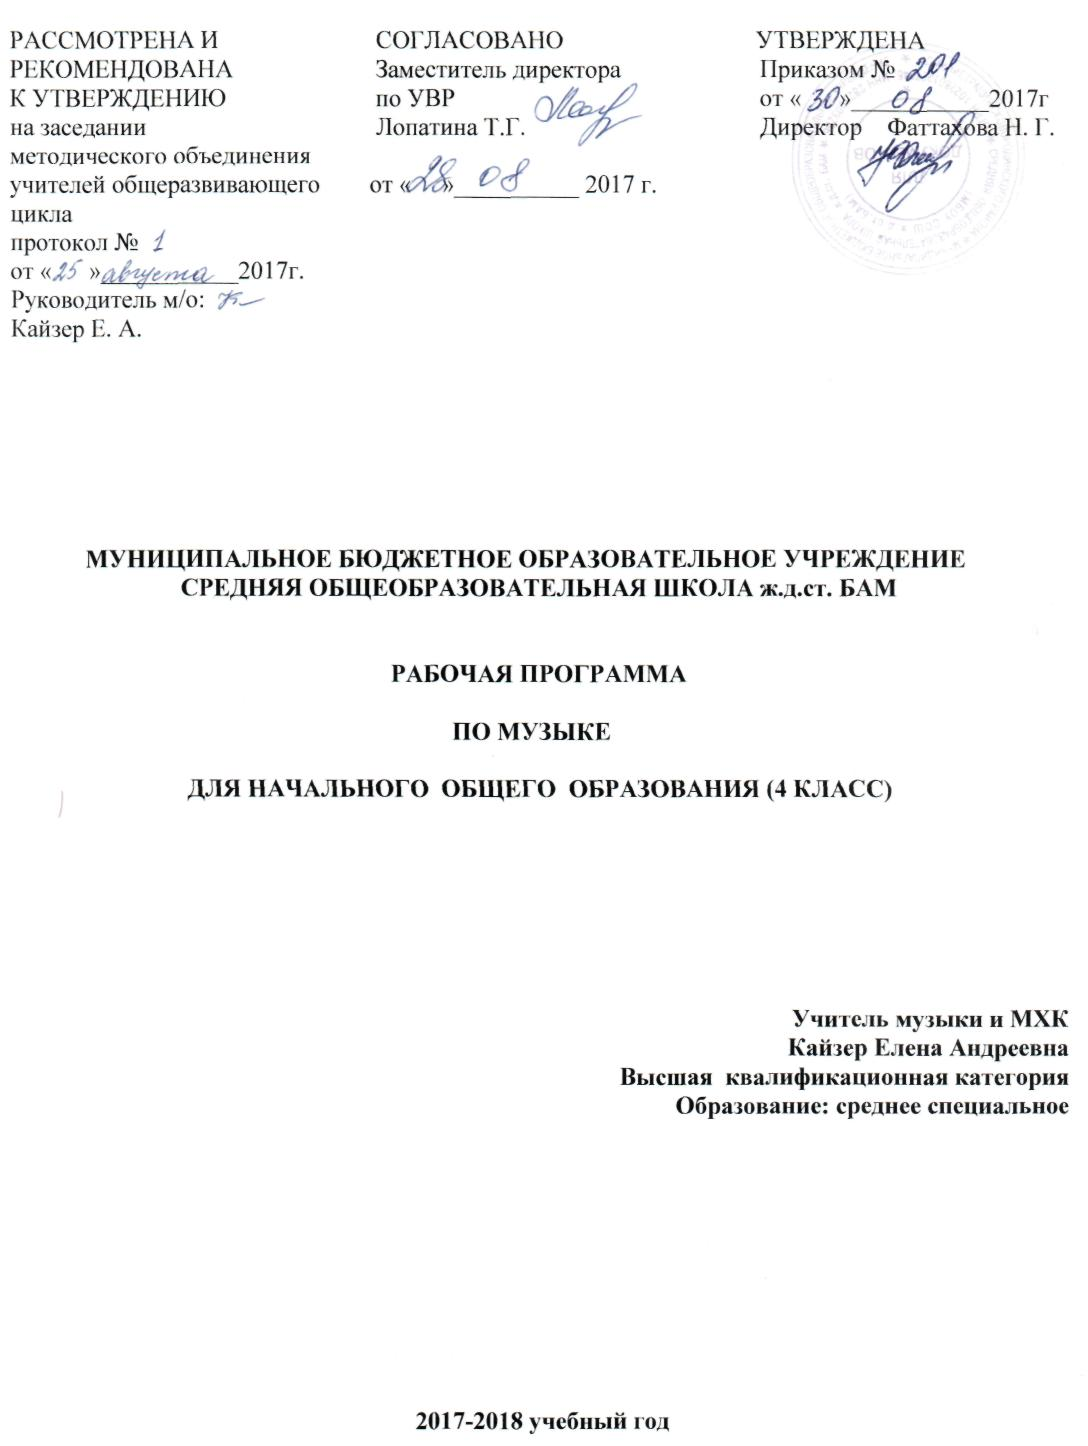 РАССМОТРЕНА И
РЕКОМЕНДОВАНА
К УТВЕРЖДЕНИЮ
на заседании
методического объединения
учителей общеразвивающего
цикла
протокол № 1
от «25 »августа 2017г.
Руководитель м/о:
Кайзер Е. А.
СОГЛАСОВАНО
Заместитель директора
по УВР
Лопатина Т.Г.
от «28»  08  2017 г.
УТВЕРЖДЕНА
Приказом № 201
от « 30»  08  2017г
Директор    Фаттахова Н. Г.
МУНИЦИПАЛЬНОЕ БЮДЖЕТНОЕ ОБРАЗОВАТЕЛЬНОЕ УЧРЕЖДЕНИЕ
СРЕДНЯЯ ОБЩЕОБРАЗОВАТЕЛЬНАЯ ШКОЛА ж.д.ст. БАМ
РАБОЧАЯ ПРОГРАММА
ПО МУЗЫКЕ
ДЛЯ НАЧАЛЬНОГО  ОБЩЕГО  ОБРАЗОВАНИЯ (4 КЛАСС)
Учитель музыки и МХК
Кайзер Елена Андреевна
Высшая  квалификационная категория
Образование: среднее специальное
2017-2018 учебный год